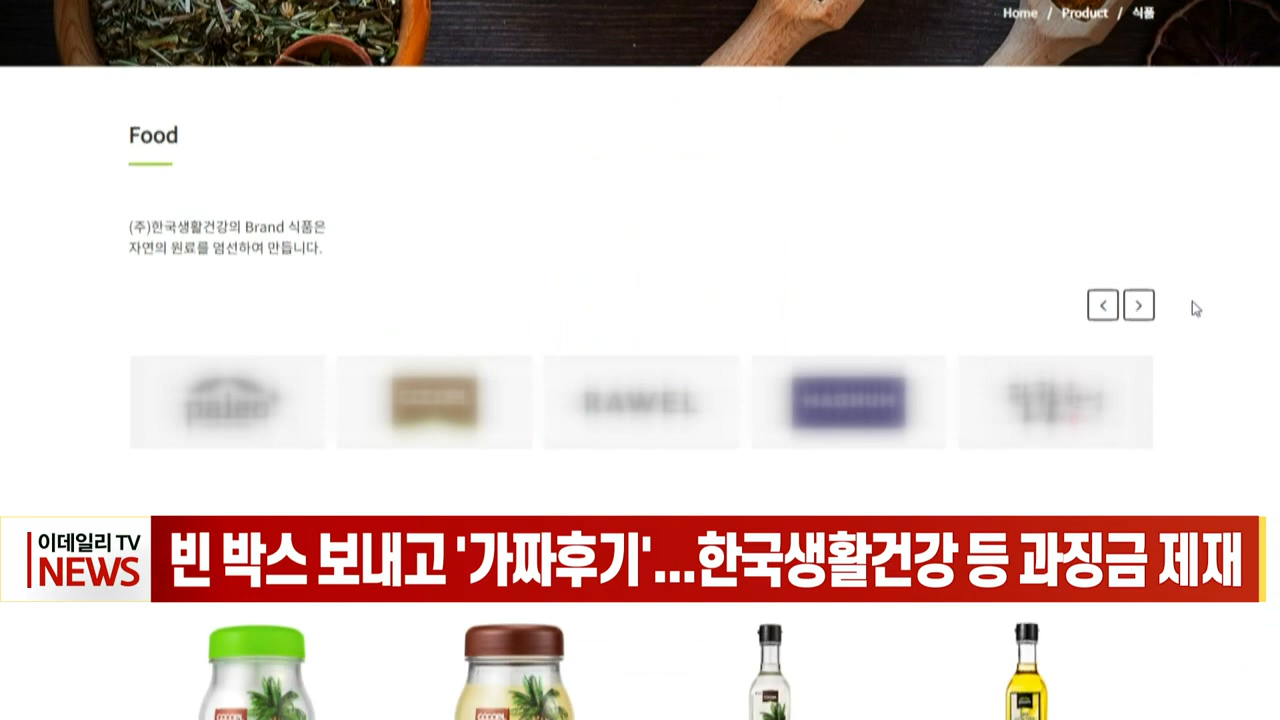 Home / Product / 식품
Food
(주)한국생활건강의 Brand 식품은
자연의 원료를 엄선하여 만듭니다.
RAWEL
이데일리 TV
NEWS
빈 박스 보내고 '가짜후기'...한국생활건강 등 과징금 제재